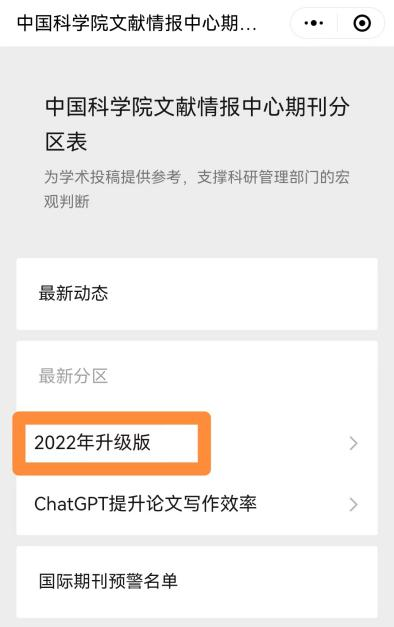 中国科学院文献情报中心期...
中国科学院文献情报中心期刊分
区表
为学术投稿提供参考，支撑科研管理部门的宏
观判断
最新动态
最新分区
2022年升级版
ChatGPT提升论文写作效率
国际期刊预警名单